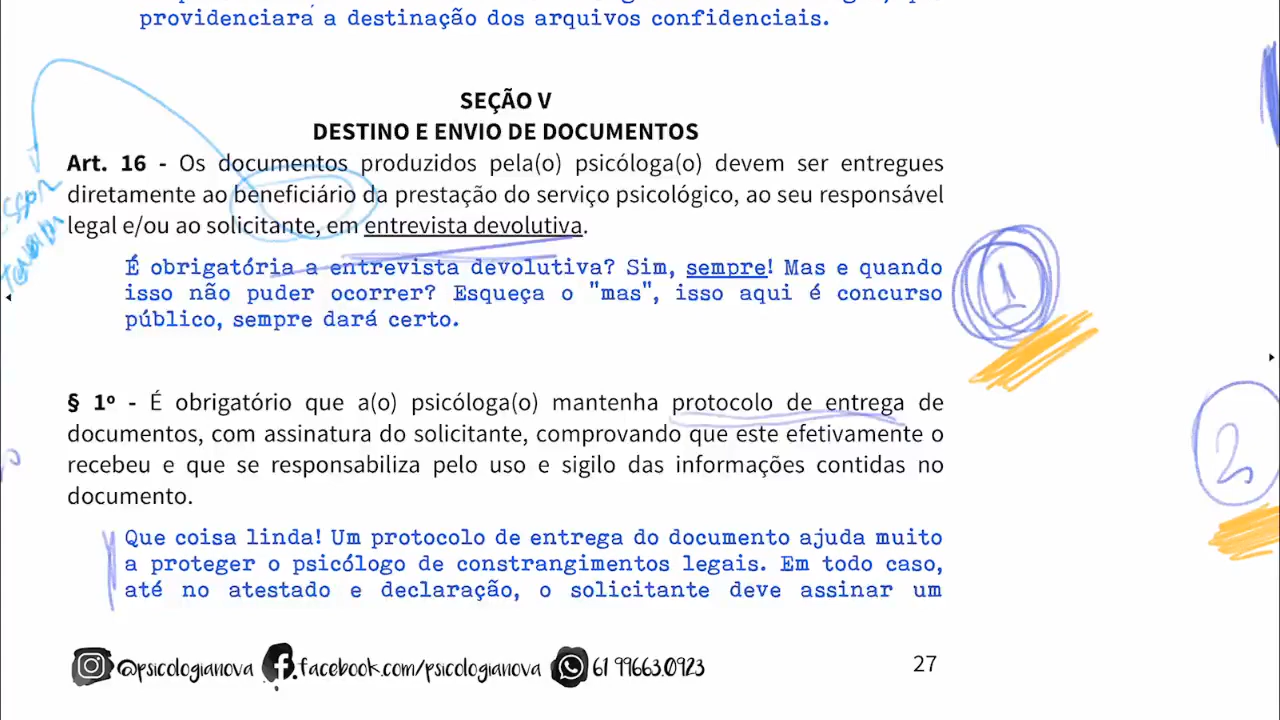 providenciará a destinação dos arquivos confidenciais.
SEÇÃO V
DESTINO E ENVIO DE DOCUMENTOS
Art. 16 - Os documentos produzidos pela(o) psicóloga(o) devem ser entregues
diretamente ao beneficiário da prestação do serviço psicológico, ao seu responsável
legal e/ou ao solicitante, em entrevista devolutiva.
É obrigatória a entrevista devolutiva? Sim, sempre! Mas e quando
isso não puder ocorrer? Esqueça o "mas", isso aqui é concurso
público, sempre dará certo.
1
§ 1º - É obrigatório que a(o) psicóloga(o) mantenha protocolo de entrega de
documentos, com assinatura do solicitante, comprovando que este efetivamente o
recebeu e que se responsabiliza pelo uso e sigilo das informações contidas no
documento.
2
Que coisa linda! Um protocolo de entrega do documento ajuda muito
a proteger o psicólogo de constrangimentos legais. Em todo caso,
até no atestado e declaração, o solicitante deve assinar um
@psicologianova facebook.com/psicologianova 61 99663.0923
27